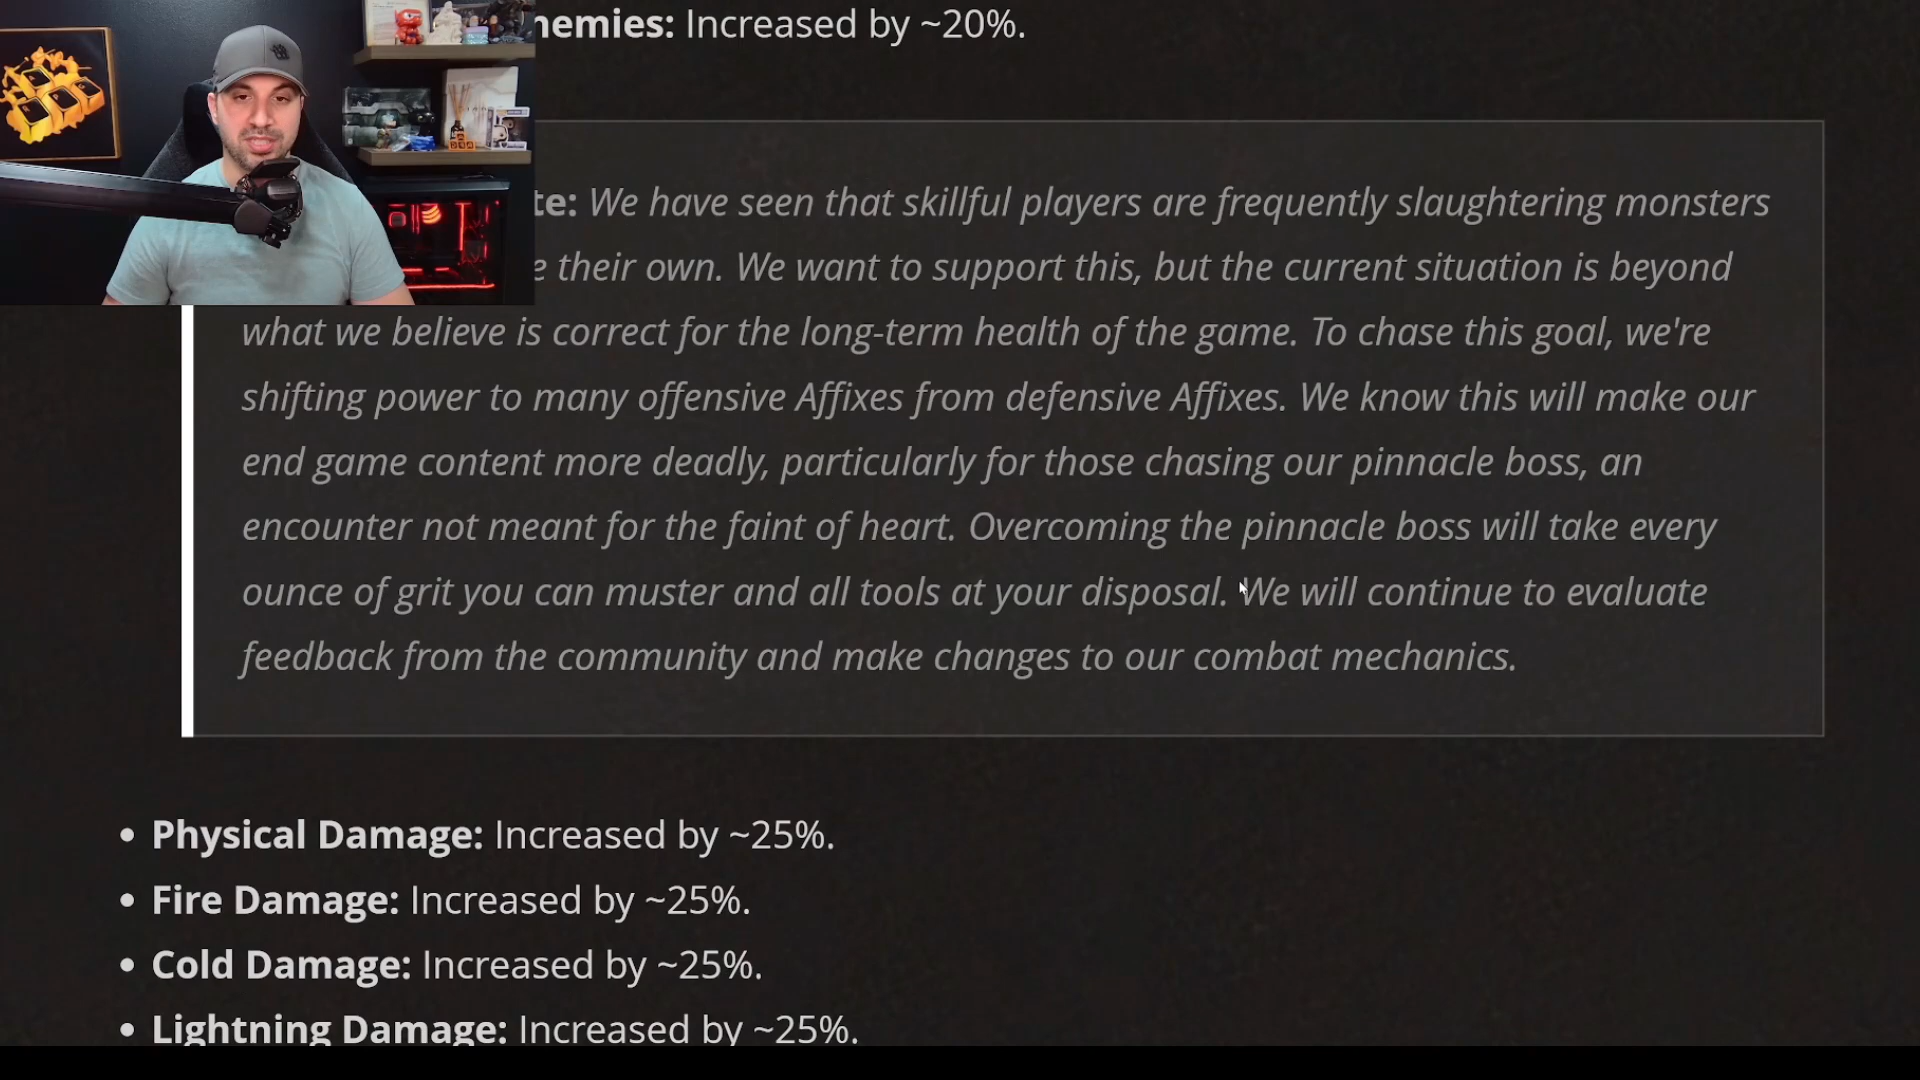 nemies: Increased by ~20%.
te: We have seen that skillful players are frequently slaughtering monsters
e their own. We want to support this, but the current situation is beyond
what we believe is correct for the long-term health of the game. To chase this goal, we're
shifting power to many offensive Affixes from defensive Affixes. We know this will make our
end game content more deadly, particularly for those chasing our pinnacle boss, an
encounter not meant for the faint of heart. Overcoming the pinnacle boss will take every
ounce of grit you can muster and all tools at your disposal. We will continue to evaluate
feedback from the community and make changes to our combat mechanics.
• Physical Damage: Increased by ~25%.
• Fire Damage: Increased by ~25%.
• Cold Damage: Increased by ~25%.
• Lightning Damage: Increased by ~25%.